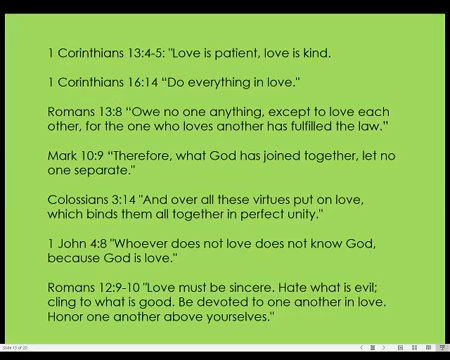 1 Corinthians 13:4-5: "Love is patient, love is kind.
1 Corinthians 16:14 “Do everything in love."
Romans 13:8 “Owe no one anything, except to love each
other, for the one who loves another has fulfilled the law.”
Mark 10:9 “Therefore, what God has joined together, let no
one separate."
Colossians 3:14 "And over all these virtues put on love,
which binds them all together in perfect unity."
1 John 4:8 "Whoever does not love does not know God,
because God is love."
Romans 12:9-10 "Love must be sincere. Hate what is evil;
cling to what is good. Be devoted to one another in love.
Honor one another above yourselves."